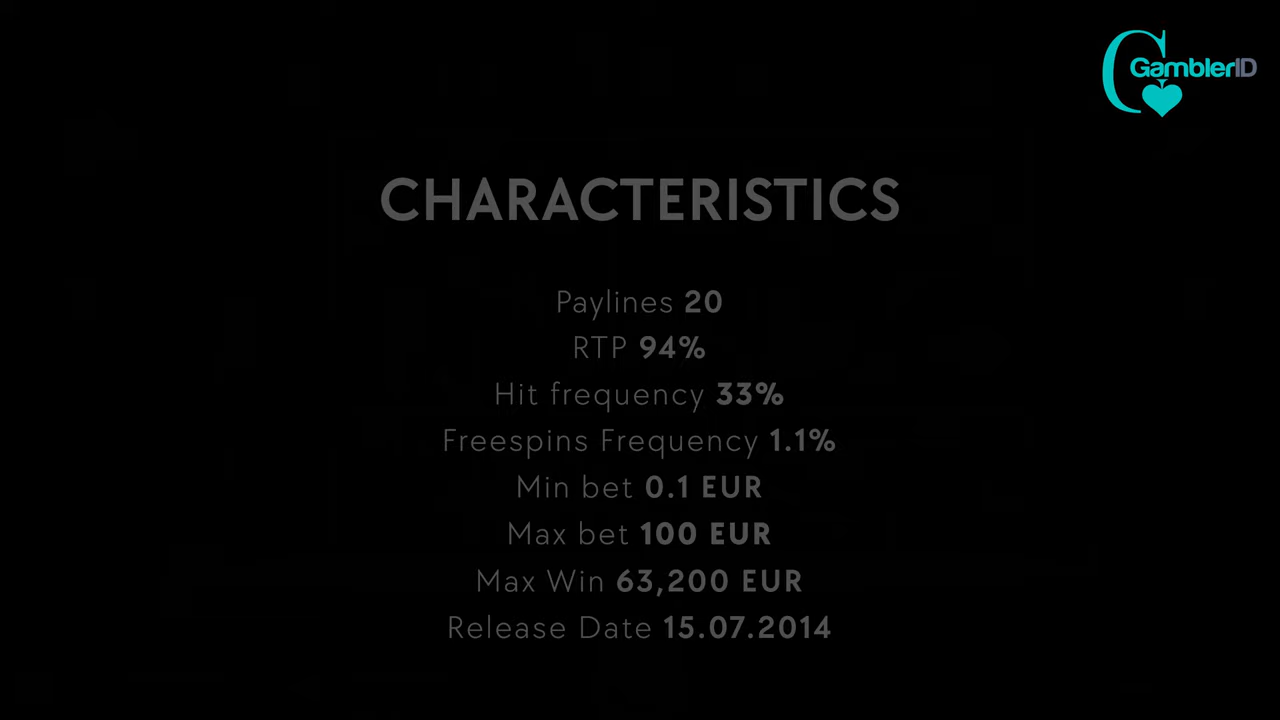 GamblerID
CHARACTERISTICS
Paylines 20
RTP 94%
Hit frequency 33%
Freespins Frequency 1.1%
Min bet 0.1 EUR
Max bet 100 EUR
Max Win 63,200 EUR
Release Date 15.07.2014